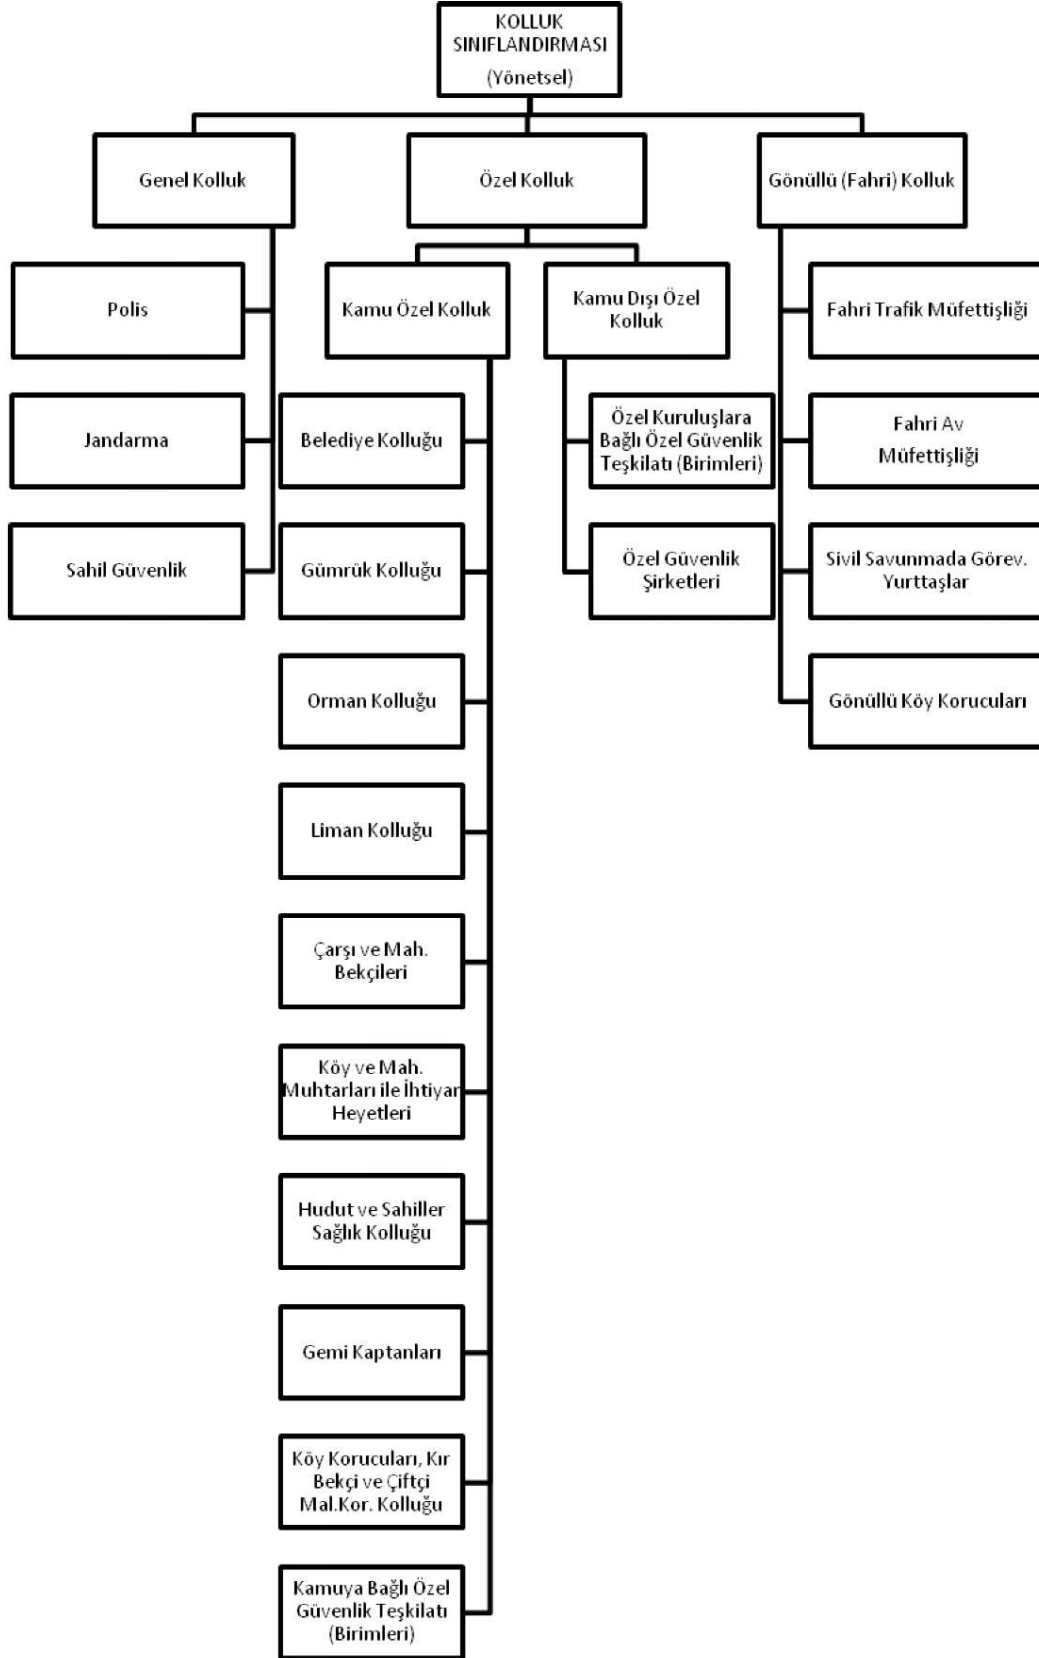 KOLLUK
SINIFLANDIRMASI
(Yönetsel)
Genel Kolluk
Özel Kolluk
Gönüllü (Fahri) Kolluk
Polis
Jandarma
Sahil Güvenlik
Kamu Özel Kolluk
Belediye Kolluğu
Gümrük Kolluğu
Orman Kolluğu
Liman Kolluğu
Çarşı ve Mah.
Bekçileri
Köy ve Mah.
Muhtarları ile İhtiyar
Heyetleri
Hudut ve Sahiller
Sağlık Kolluğu
Gemi Kaptanları
Köy Korucuları, Kır
Bekçi ve Çiftçi
Mal.Kor. Kolluğu
Kamuya Bağlı Özel
Güvenlik Teşkilatı
(Birimleri)
Kamu Dışı Özel
Kolluk
Özel Kuruluşlara
Bağlı Özel Güvenlik
Teşkilatı (Birimleri)
Özel Güvenlik
Şirketleri
Fahri Trafik Müfettişliği
Fahri Av
Müfettişliği
Sivil Savunmada Görev.
Yurttaşlar
Gönüllü Köy Korucuları